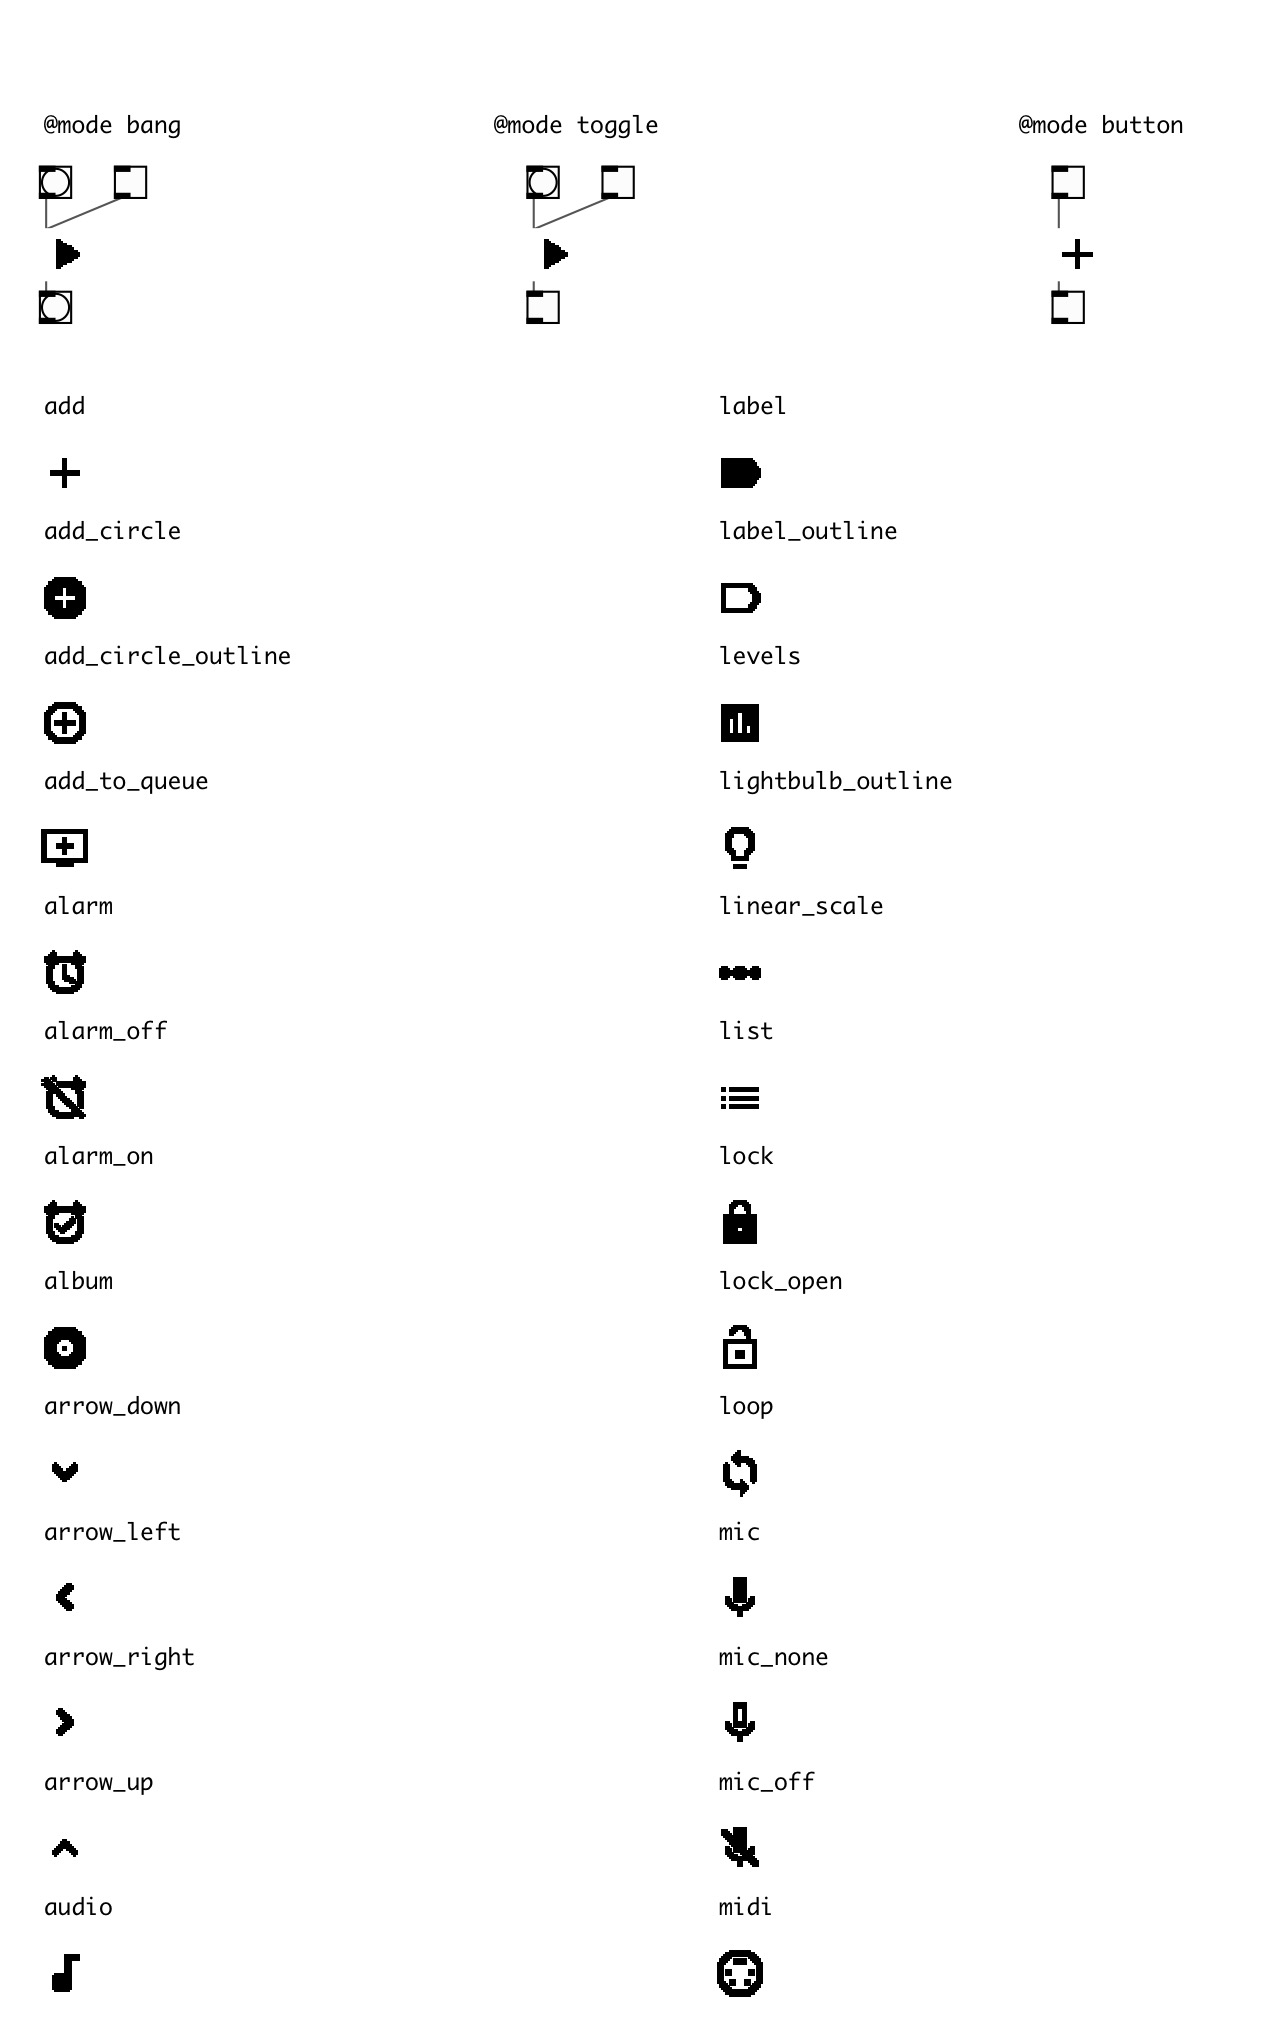 @mode bang
@mode toggle
@mode button
add
label
add_circle
label_outline
add_circle_outline
levels
add_to_queue
lightbulb_outline
alarm
linear_scale
alarm_off
list
alarm_on
lock
album
lock_open
arrow_down
loop
arrow_left
mic
arrow_right
mic_none
arrow_up
mic_off
audio
midi